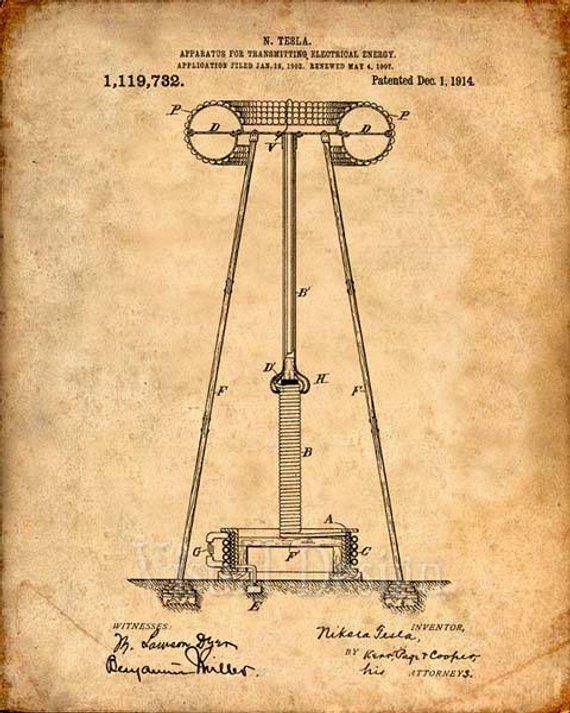 N. TESLA.
APPARATUS FOR TRANSMITTING ELECTRICAL ENERGY.
APPLICATION FILED JAN. 18, 1902. RENEWED MAY 4, 1907.
1,119,732. Patented Dec. 1, 1914.
P P
D D
V
B'
D' H
F F
B
A
G C
F'
E
WITNESSES: INVENTOR,
M. Lawson Dyer Nikola Tesla,
Benjamin Miller. BY Kerr, Page & Cooper,
his ATTORNEYS.